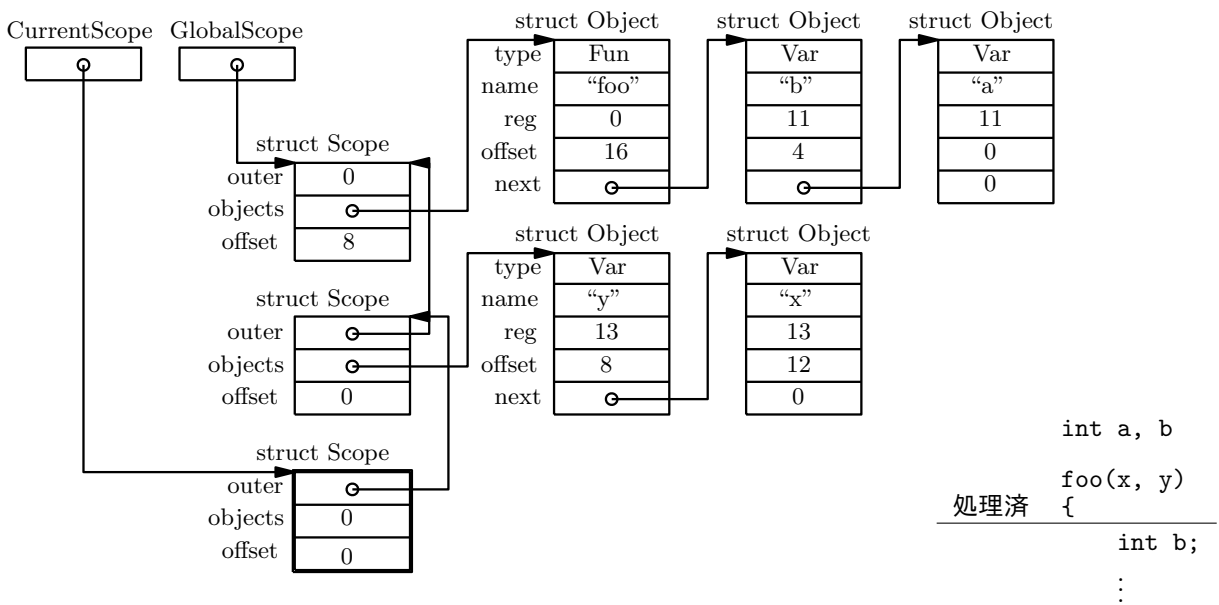 CurrentScope GlobalScope
struct Object struct Object struct Object
type Fun Var Var
name “foo” “b” “a”
reg 0 11 11
offset 16 4 0
next 0
struct Scope
outer 0
objects
offset 8
struct Object struct Object
type Var Var
name “y” “x”
reg 13 13
offset 8 12
next 0
struct Scope
outer
objects
offset 0
struct Scope
outer
objects 0
offset 0
int a, b
foo(x, y)
処理済 {
int b;
⋮